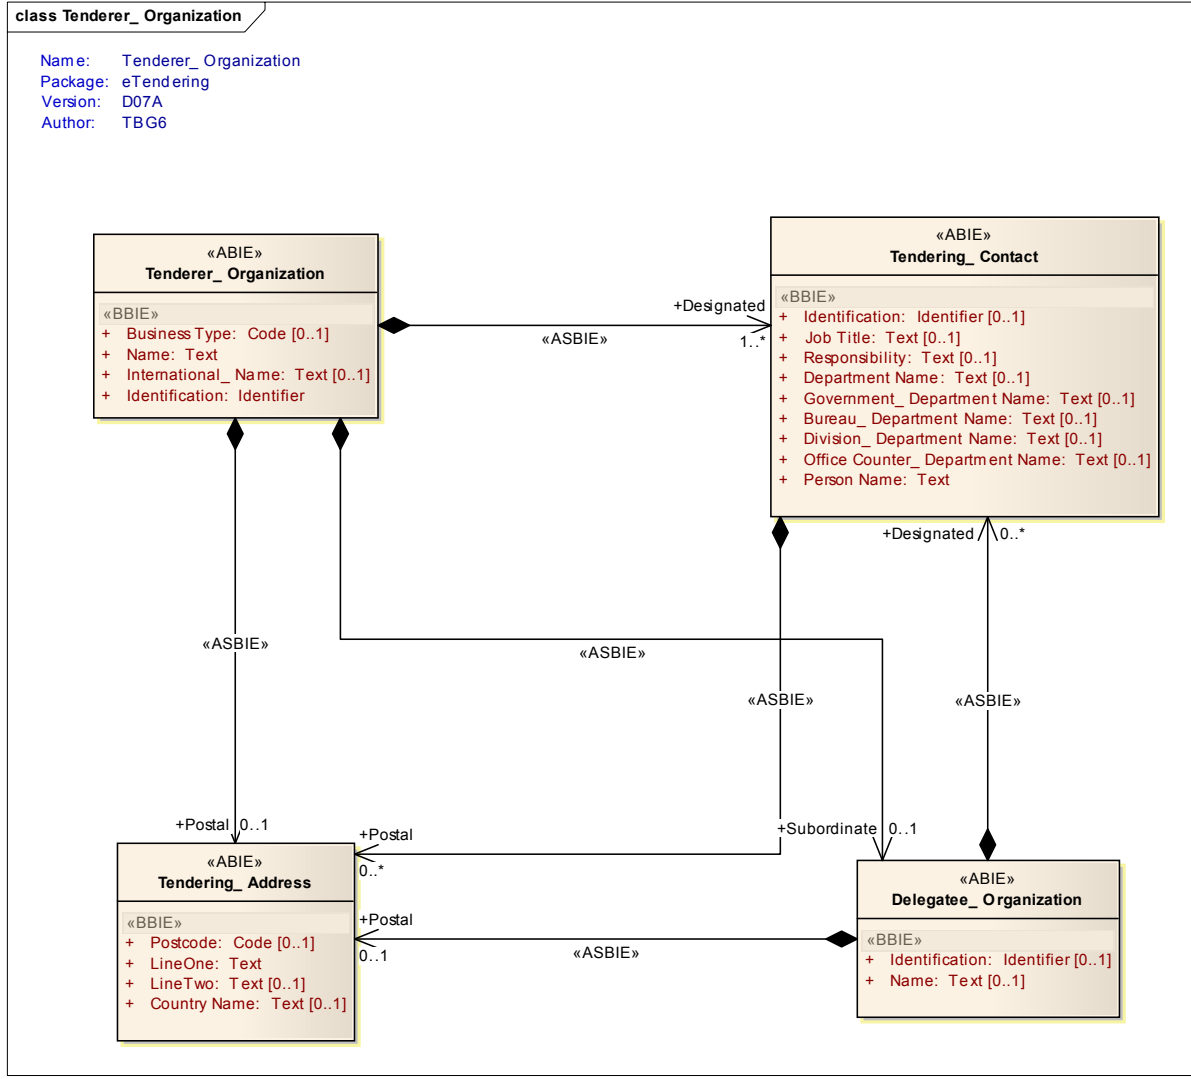 class Tenderer_ Organization
Name: Tenderer_ Organization
Package: eTendering
Version: D07A
Author: TBG6
«ABIE»
Tenderer_ Organization
«BBIE»
+ Business Type: Code [0..1]
+ Name: Text
+ International_ Name: Text [0..1]
+ Identification: Identifier
«ABIE»
Tendering_ Contact
«BBIE»
+ Identification: Identifier [0..1]
+ Job Title: Text [0..1]
+ Responsibility: Text [0..1]
+ Department Name: Text [0..1]
+ Government_ Department Name: Text [0..1]
+ Bureau_ Department Name: Text [0..1]
+ Division_ Department Name: Text [0..1]
+ Office Counter_ Department Name: Text [0..1]
+ Person Name: Text
+Designated
1..*
«ASBIE»
+Designated
0..*
«ASBIE»
«ASBIE»
«ASBIE»
«ASBIE»
+Postal 0..1
+Postal
0..*
+Subordinate 0..1
«ABIE»
Tendering_ Address
«BBIE»
+ Postcode: Code [0..1]
+ LineOne: Text
+ LineTwo: Text [0..1]
+ Country Name: Text [0..1]
+Postal
0..1
«ASBIE»
«ABIE»
Delegatee_ Organization
«BBIE»
+ Identification: Identifier [0..1]
+ Name: Text [0..1]